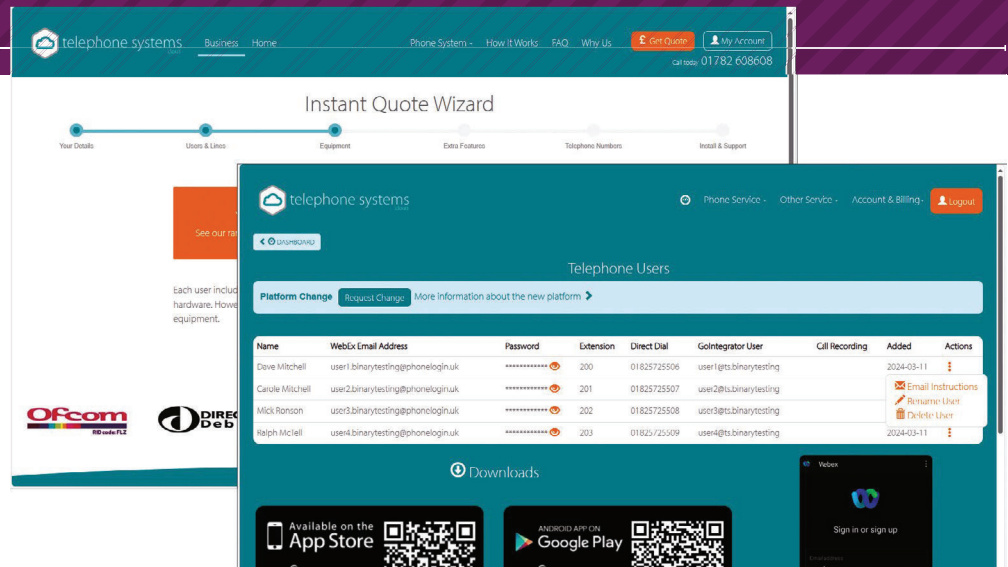 telephone systems
Business Home
Phone System How It Works FAQ Why Us £ Get Quote My Account
Call today 01782 608608
Instant Quote Wizard
Your Details Users & Lines Equipment Extra Features Telephone Numbers Install & Support
See our
Each user
hardware.
equipment.
Ofcom
RID code: FLZ
telephone systems
Phone Service Other Service Account & Billing Logout
DASHBOARD
Telephone Users
Platform Change Request Change More information about the new platform
Name WebEx Email Address Password Extension Direct Dial GoIntegrator User Call Recording Added Actions
Dave Mitchell user1.binarytesting@phonelogin.uk ************ 200 01825725506 user1@ts.binarytesting 2024-03-11
Carole Mitchell user2.binarytesting@phonelogin.uk ************ 201 01825725507 user2@ts.binarytesting
Mick Ronson user3.binarytesting@phonelogin.uk ************ 202 01825725508 user3@ts.binarytesting
Ralph McTell user4.binarytesting@phonelogin.uk ************ 203 01825725509 user4@ts.binarytesting 2024-03-11
Email Instructions
Rename User
Delete User
Downloads
Available on the
App Store
ANDROID APP ON
Google Play
Webex
Sign in or sign up